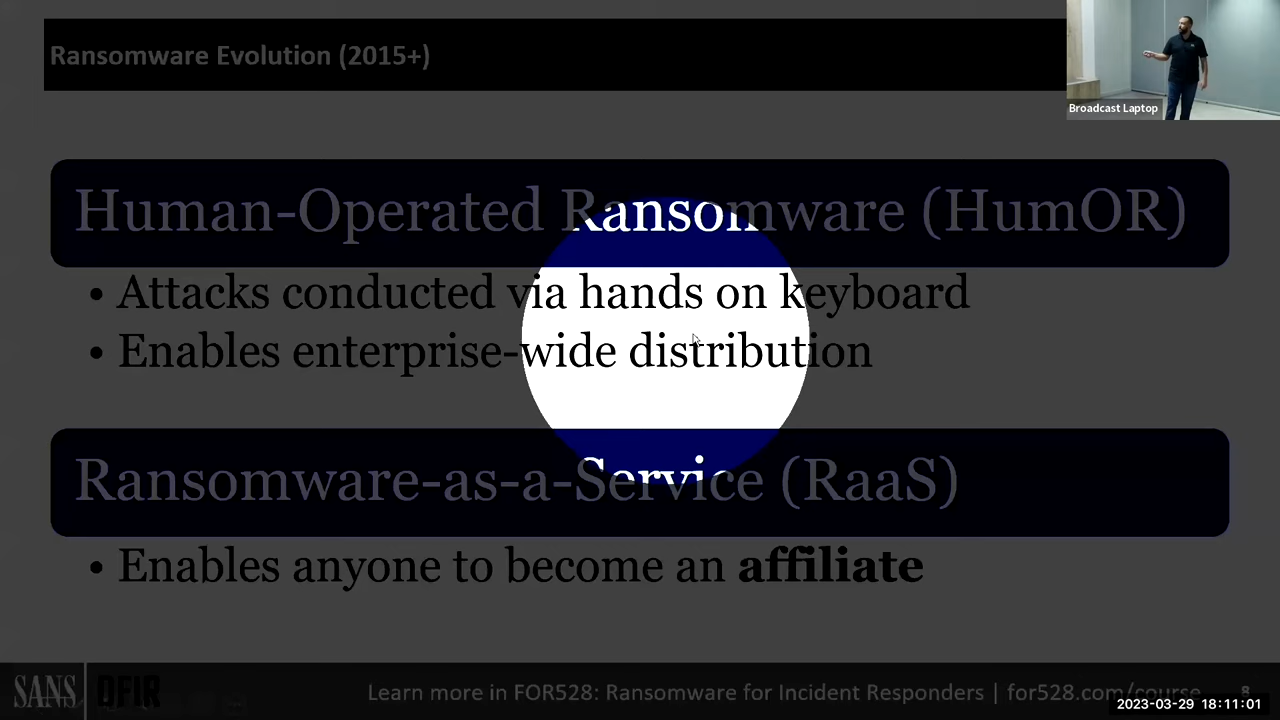 Ransomware Evolution (2015+)
Broadcast Laptop
Human-Operated Ransomware (HumOR)
• Attacks conducted via hands on keyboard
• Enables enterprise-wide distribution
Ransomware-as-a-Service (RaaS)
• Enables anyone to become an affiliate
SANS DFIR
Learn more in FOR528: Ransomware for Incident Responders | for528.com/course 8
2023-03-29 18:11:01